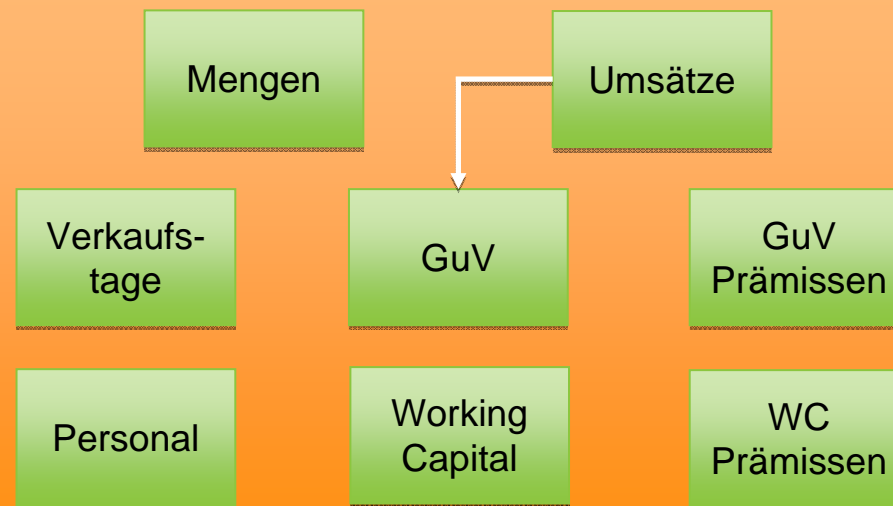 Mengen
Umsätze
Verkaufs-
tage
GuV
GuV
Prämissen
Personal
Working
Capital
WC
Prämissen